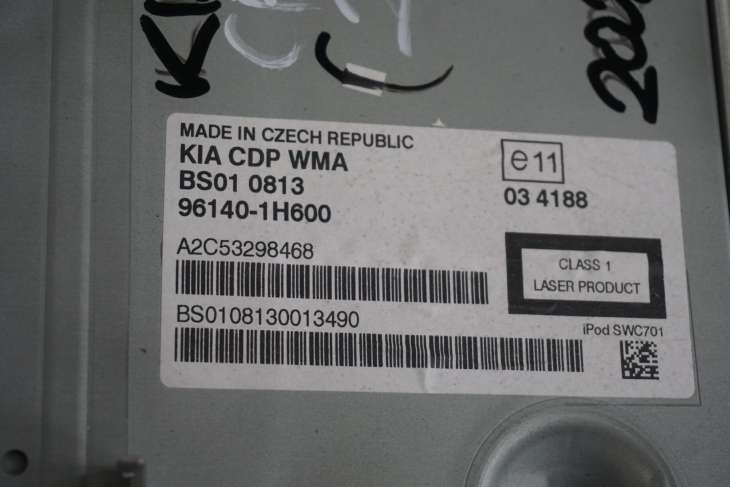 MADE IN CZECH REPUBLIC
KIA CDP WMA
BS01 0813
96140-1H600
e11
03 4188
A2C53298468
CLASS 1
LASER PRODUCT
BS0108130013490
iPod SWC701